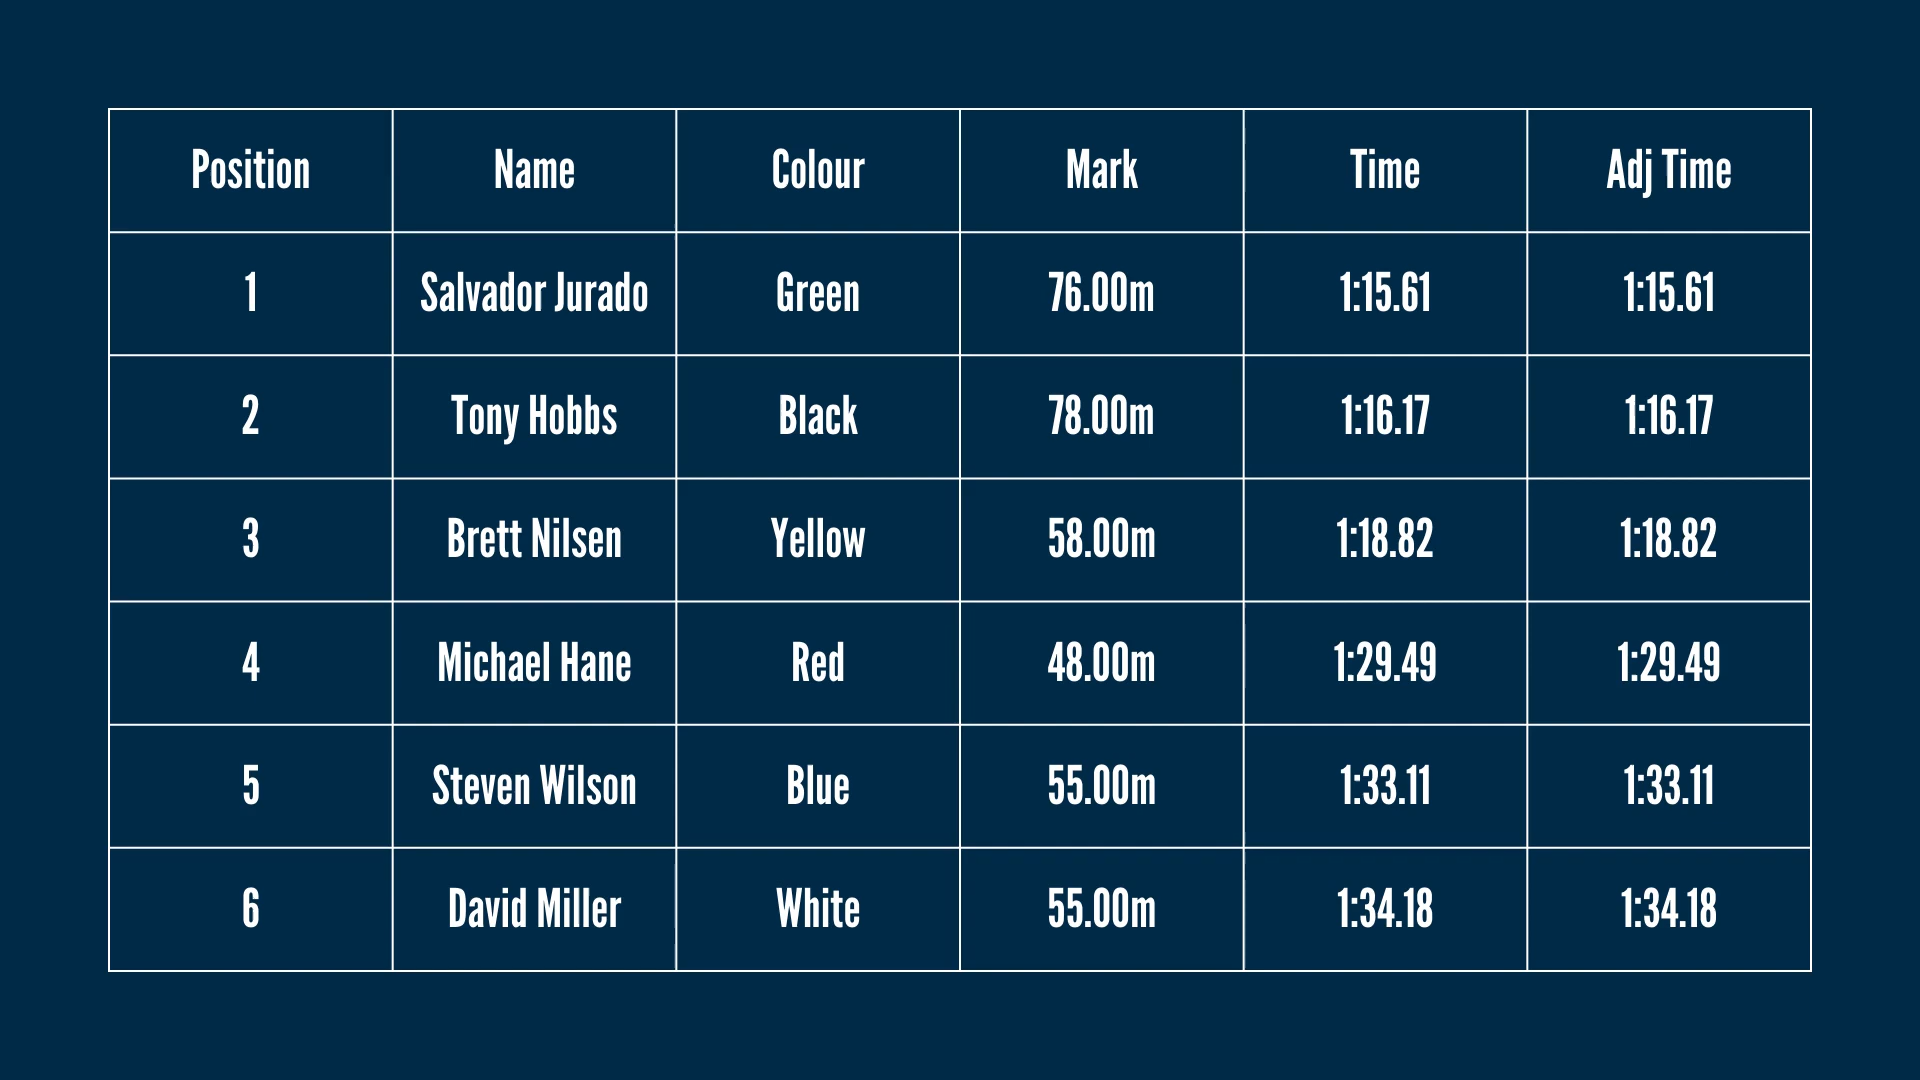 Position Name Colour Mark Time Adj Time
1 Salvador Jurado Green 76.00m 1:15.61 1:15.61
2 Tony Hobbs Black 78.00m 1:16.17 1:16.17
3 Brett Nilsen Yellow 58.00m 1:18.82 1:18.82
4 Michael Hane Red 48.00m 1:29.49 1:29.49
5 Steven Wilson Blue 55.00m 1:33.11 1:33.11
6 David Miller White 55.00m 1:34.18 1:34.18